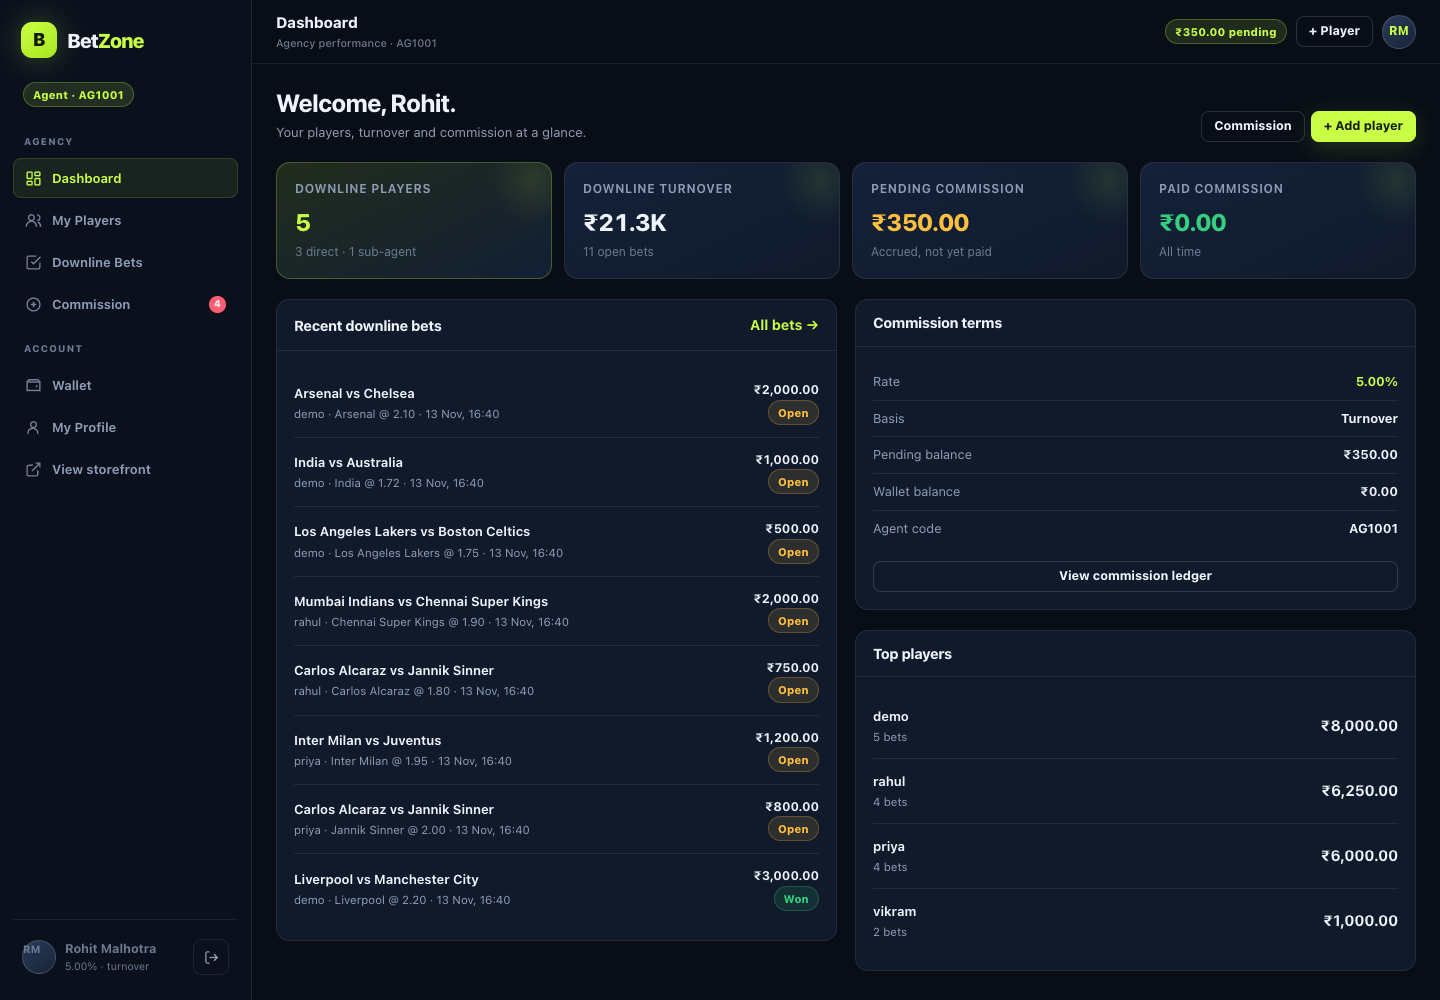 B BetZone
Agent · AG1001
AGENCY
Dashboard
My Players
Downline Bets
Commission 4
ACCOUNT
Wallet
My Profile
View storefront
RM Rohit Malhotra
5.00% · turnover
Dashboard
Agency performance · AG1001
₹350.00 pending
+ Player
RM
Welcome, Rohit.
Your players, turnover and commission at a glance.
Commission
+ Add player
DOWNLINE PLAYERS
5
3 direct · 1 sub-agent
DOWNLINE TURNOVER
₹21.3K
11 open bets
PENDING COMMISSION
₹350.00
Accrued, not yet paid
PAID COMMISSION
₹0.00
All time
Recent downline bets
All bets →
Arsenal vs Chelsea ₹2,000.00
demo · Arsenal @ 2.10 · 13 Nov, 16:40 Open
India vs Australia ₹1,000.00
demo · India @ 1.72 · 13 Nov, 16:40 Open
Los Angeles Lakers vs Boston Celtics ₹500.00
demo · Los Angeles Lakers @ 1.75 · 13 Nov, 16:40 Open
Mumbai Indians vs Chennai Super Kings ₹2,000.00
rahul · Chennai Super Kings @ 1.90 · 13 Nov, 16:40 Open
Carlos Alcaraz vs Jannik Sinner ₹750.00
rahul · Carlos Alcaraz @ 1.80 · 13 Nov, 16:40 Open
Inter Milan vs Juventus ₹1,200.00
priya · Inter Milan @ 1.95 · 13 Nov, 16:40 Open
Carlos Alcaraz vs Jannik Sinner ₹800.00
priya · Jannik Sinner @ 2.00 · 13 Nov, 16:40 Open
Liverpool vs Manchester City ₹3,000.00
demo · Liverpool @ 2.20 · 13 Nov, 16:40 Won
Commission terms
Rate 5.00%
Basis Turnover
Pending balance ₹350.00
Wallet balance ₹0.00
Agent code AG1001
View commission ledger
Top players
demo
5 bets ₹8,000.00
rahul
4 bets ₹6,250.00
priya
4 bets ₹6,000.00
vikram
2 bets ₹1,000.00